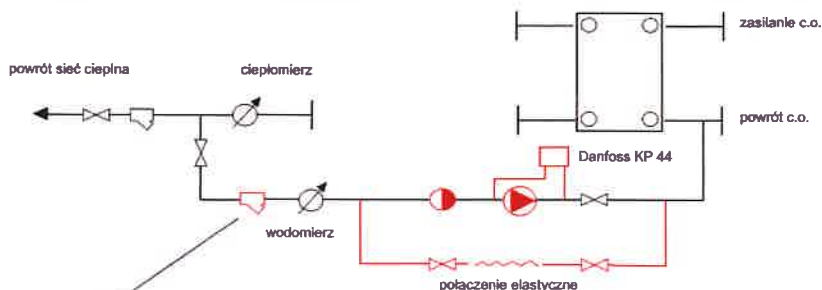 zasilanie c.o.
powrót sieć cieplna
ciepłomierz
powrót c.o.
Danfoss KP 44
wodomierz
połączenie elastyczne